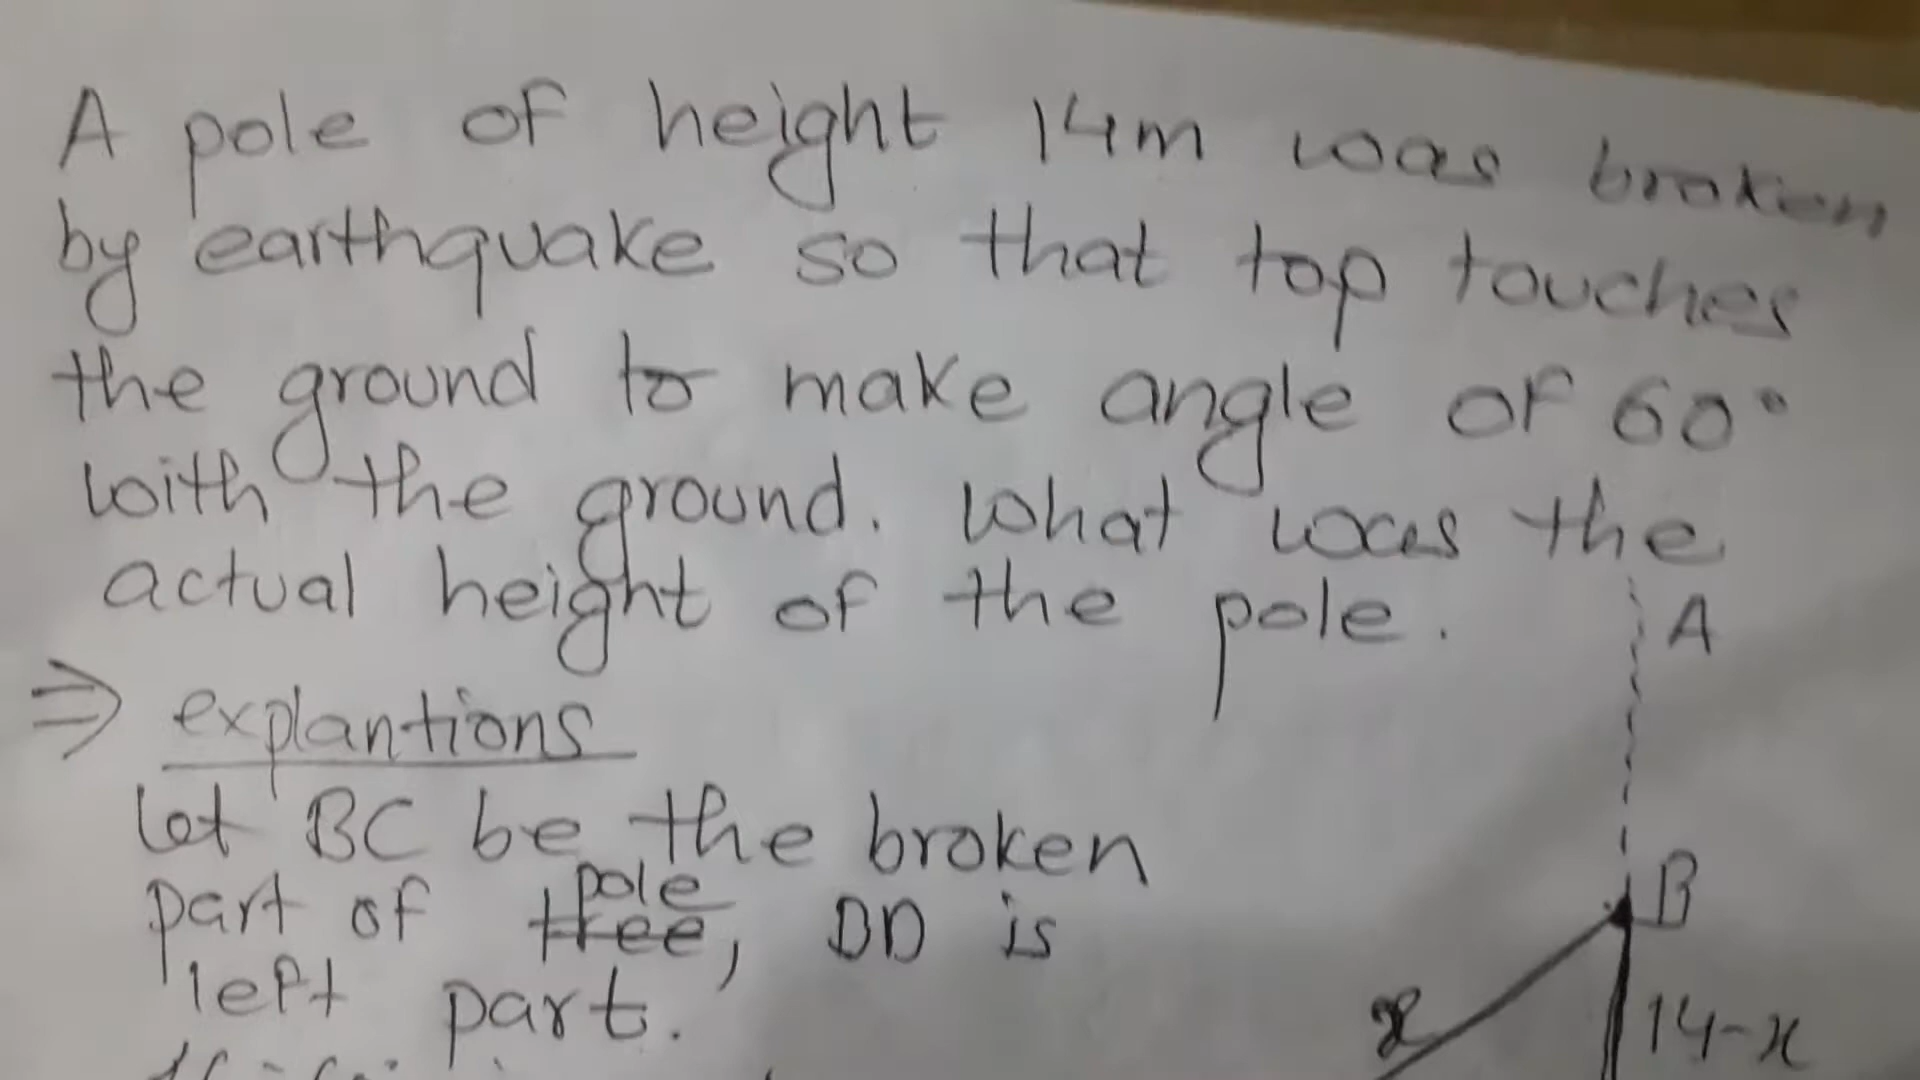 A pole of height 14m was broken
by earthquake so that top touches
the ground to make angle of 60°
with the ground. What was the
actual height of the pole.
A
⇒ explantions
Let BC be the broken
part of tree pole, BD is
left part.
B
x
14-x